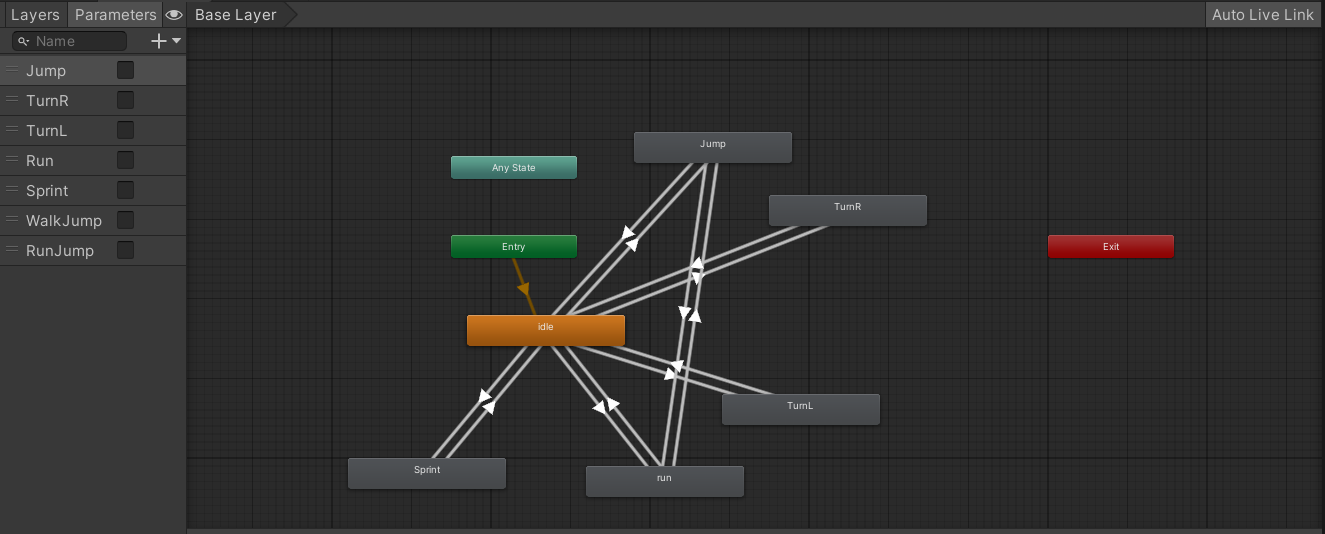 Layers Parameters Base Layer Auto Live Link
Name
Jump
TurnR
TurnL
Run
Sprint
WalkJump
RunJump
Jump
Any State
TurnR
Entry
Exit
idle
TurnL
Sprint
run